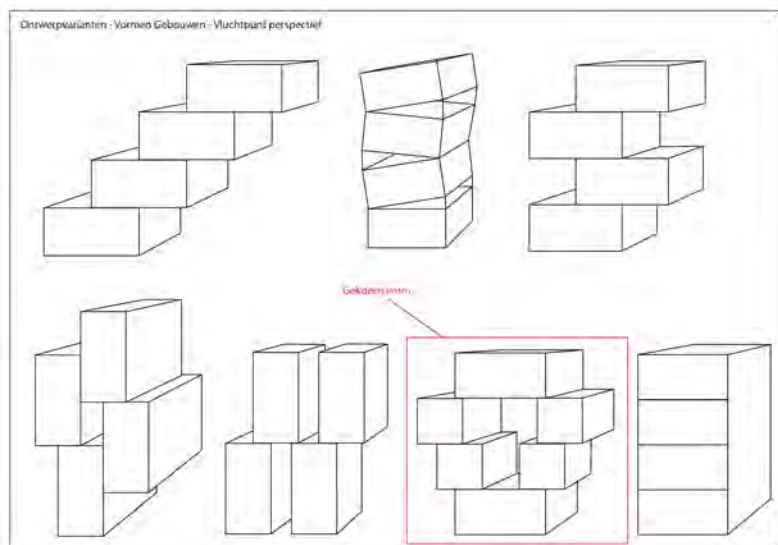 Ontwerpvarianten - Vormen Gebouwen - Vluchtpunt perspectief
Gekozen vorm